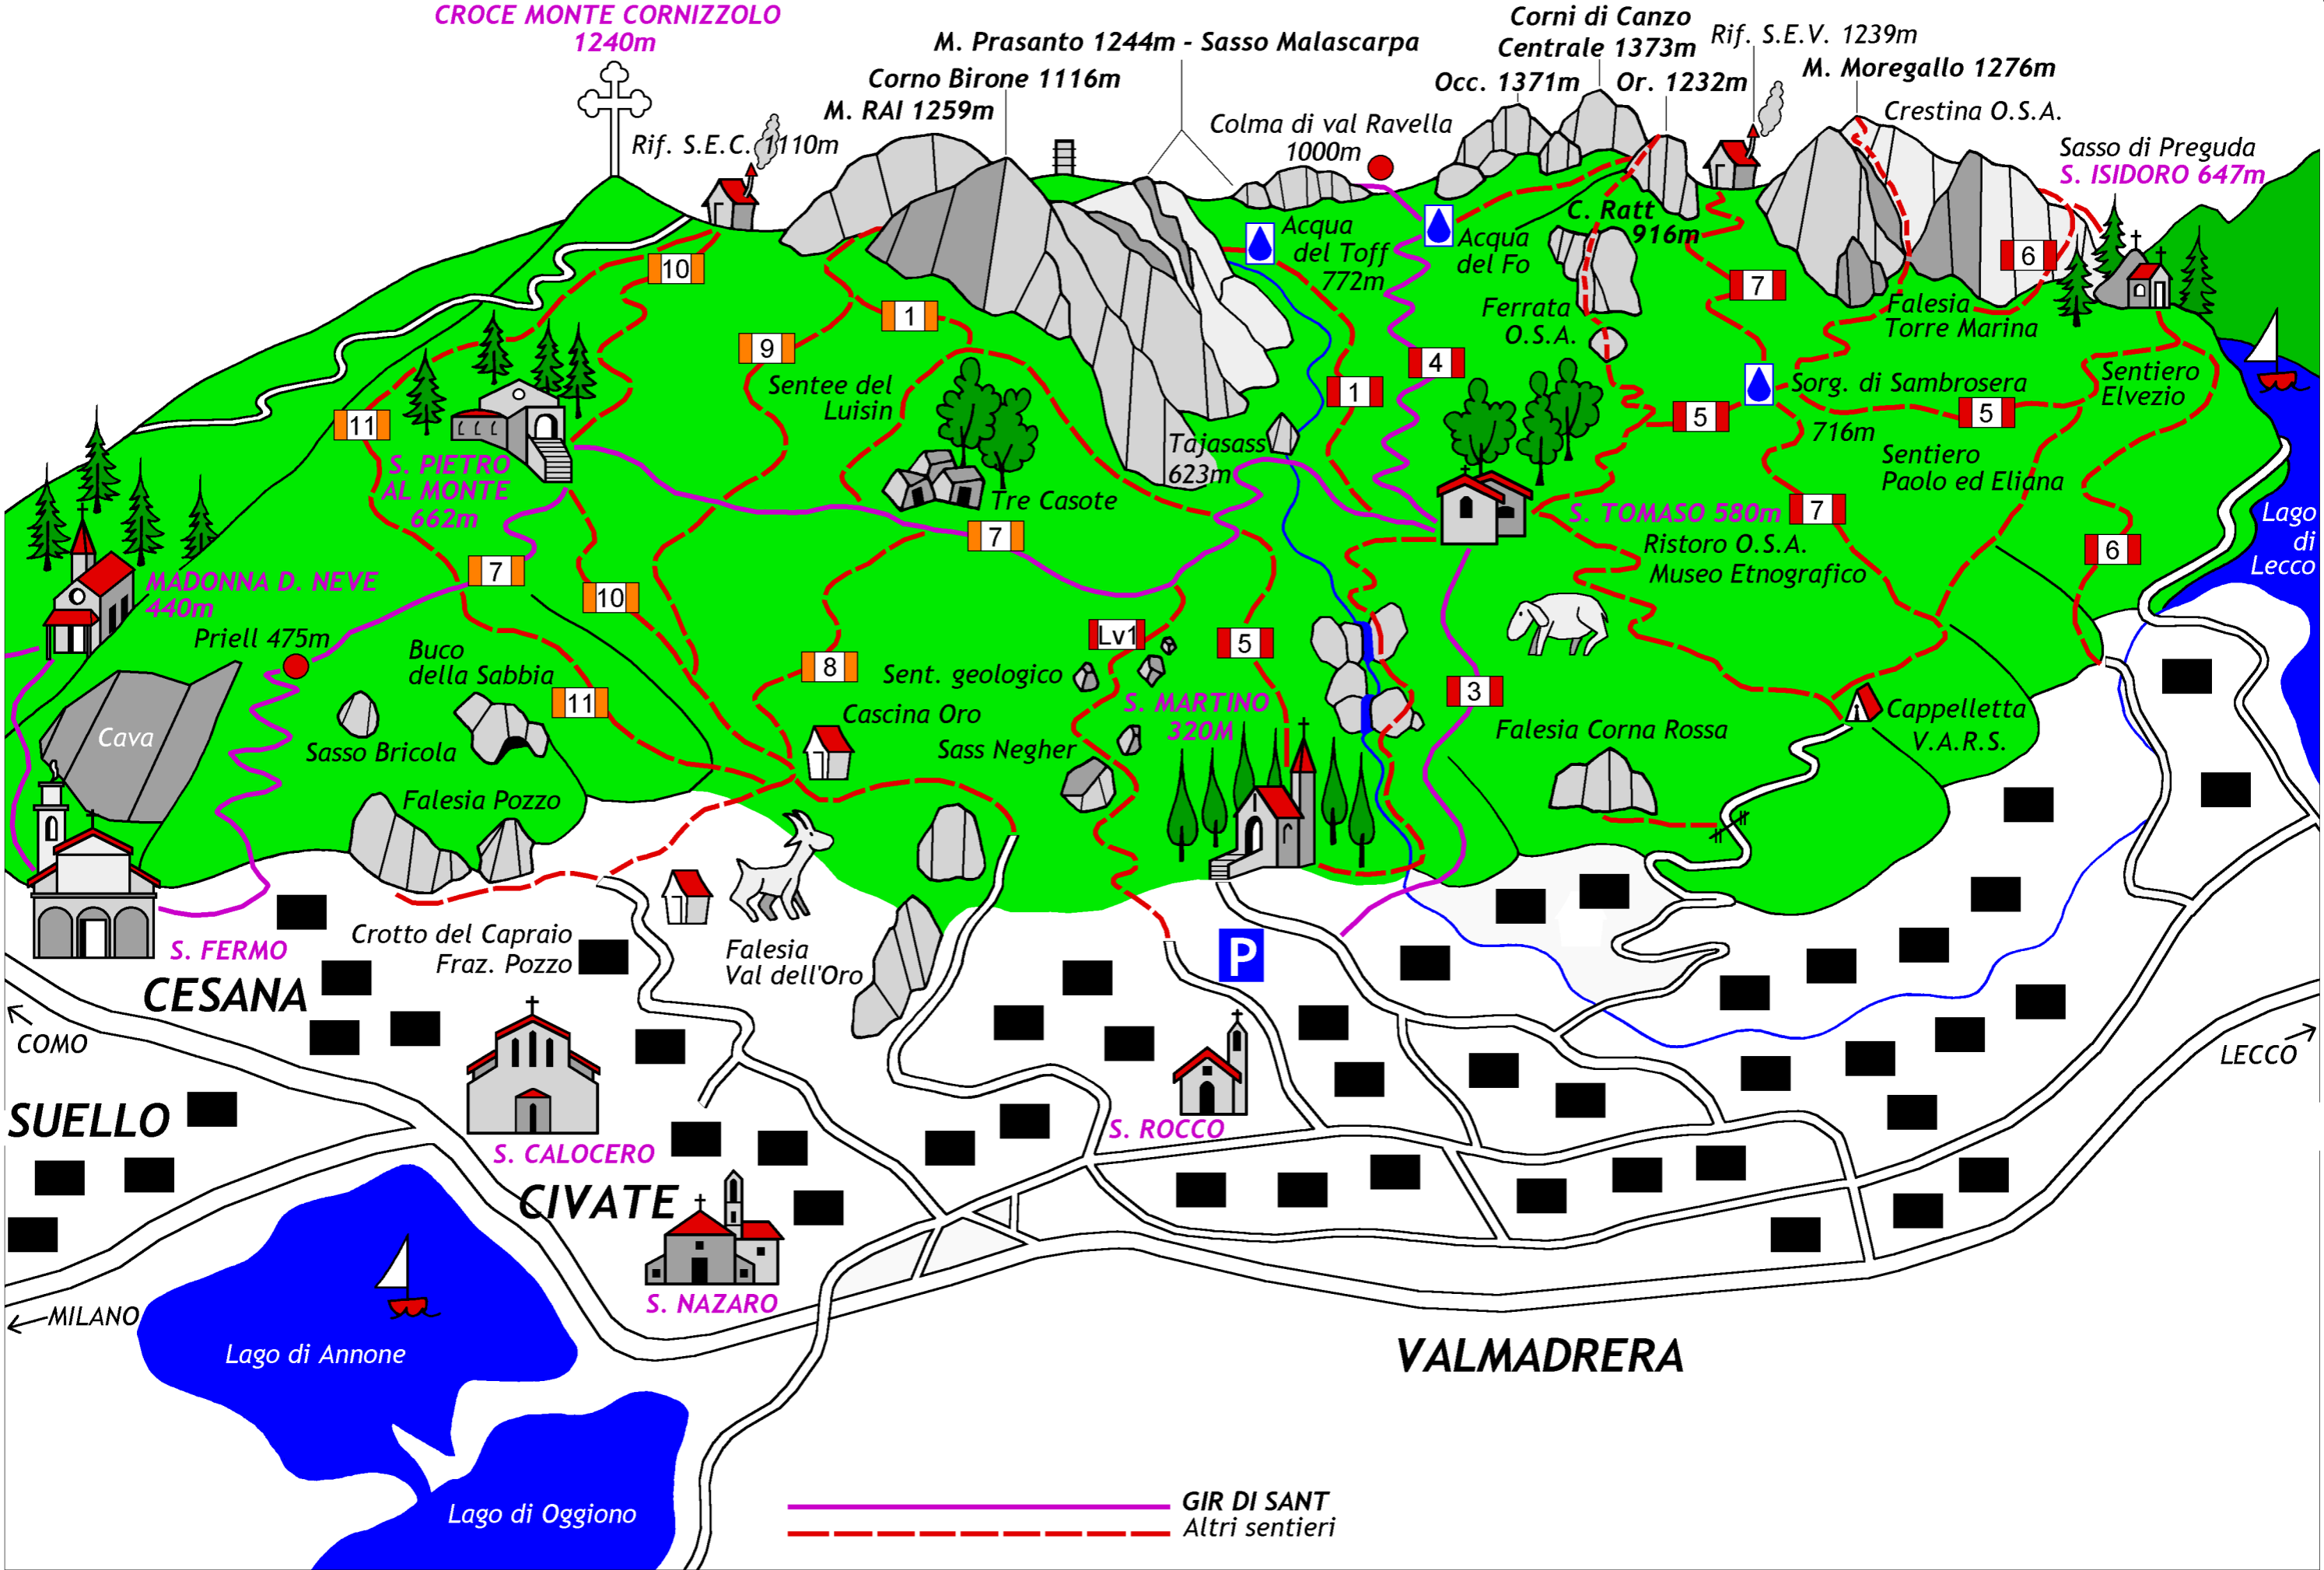 CROCE MONTE CORNIZZOLO
1240m
Rif. S.E.C. 1110m
M. Prasanto 1244m - Sasso Malascarpa
Corno Birone 1116m
M. RAI 1259m
Colma di val Ravella
1000m
Corni di Canzo
Centrale 1373m
Occ. 1371m
Or. 1232m
Rif. S.E.V. 1239m
M. Moregallo 1276m
Crestina O.S.A.
Sasso di Preguda
S. ISIDORO 647m
10
1
9
11
Sentee del
Luisin
Acqua
del Toff
772m
Acqua
del Fo
C. Ratt
916m
Ferrata
O.S.A.
7
6
Falesia
Torre Marina
4
1
5
Sorg. di Sambrosera
716m
5
Sentiero
Elvezio
Sentiero
Paolo ed Eliana
S. PIETRO
AL MONTE
662m
Tre Casote
Tajasass
623m
7
S. TOMASO 580m
Ristoro O.S.A.
Museo Etnografico
7
6
Lago
di
Lecco
MADONNA D. NEVE
440m
Priell 475m
7
10
Buco
della Sabbia
11
8
Lv1
5
3
Sent. geologico
S. MARTINO
320M
Cascina Oro
Sass Negher
Cava
Sasso Bricola
Falesia Pozzo
Falesia Corna Rossa
Cappelletta
V.A.R.S.
S. FERMO
CESANA
Crotto del Capraio
Fraz. Pozzo
Falesia
Val dell'Oro
P
COMO
LECCO
SUELLO
S. CALOCERO
S. ROCCO
CIVATE
S. NAZARO
MILANO
Lago di Annone
VALMADRERA
Lago di Oggiono
GIR DI SANT
Altri sentieri